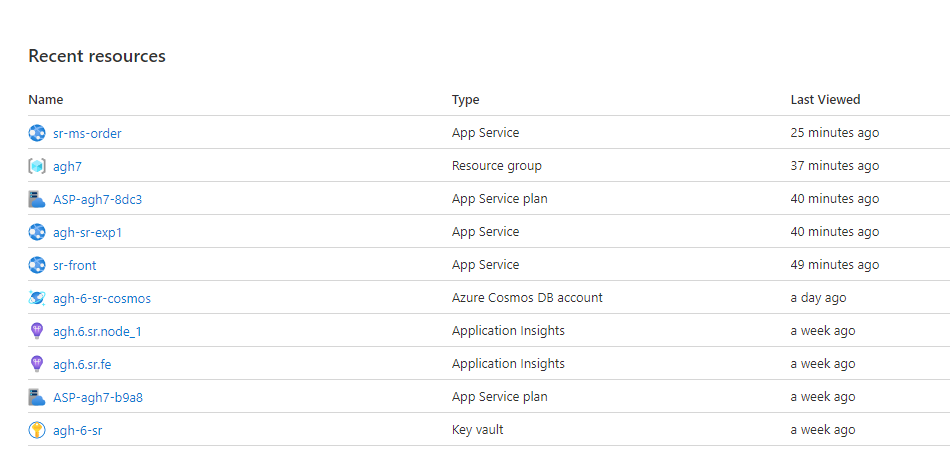 Recent resources
Name Type Last Viewed
sr-ms-order App Service 25 minutes ago
agh7 Resource group 37 minutes ago
ASP-agh7-8dc3 App Service plan 40 minutes ago
agh-sr-exp1 App Service 40 minutes ago
sr-front App Service 49 minutes ago
agh-6-sr-cosmos Azure Cosmos DB account a day ago
agh.6.sr.node_1 Application Insights a week ago
agh.6.sr.fe Application Insights a week ago
ASP-agh7-b9a8 App Service plan a week ago
agh-6-sr Key vault a week ago